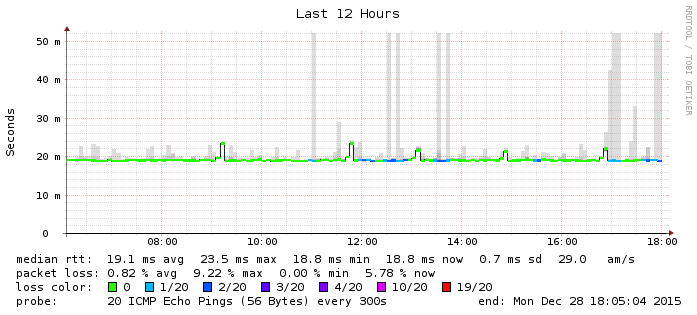 Last 12 Hours
RRDTOOL / TOBI OETIKER
Seconds
50 m
40 m
30 m
20 m
10 m
0
08:00 10:00 12:00 14:00 16:00 18:00
median rtt: 19.1 ms avg 23.5 ms max 18.8 ms min 18.8 ms now 0.7 ms sd 29.0 am/s
packet loss: 0.82 % avg 9.22 % max 0.00 % min 5.78 % now
loss color: 0 1/20 2/20 3/20 4/20 10/20 19/20
probe: 20 ICMP Echo Pings (56 Bytes) every 300s end: Mon Dec 28 18:05:04 2015